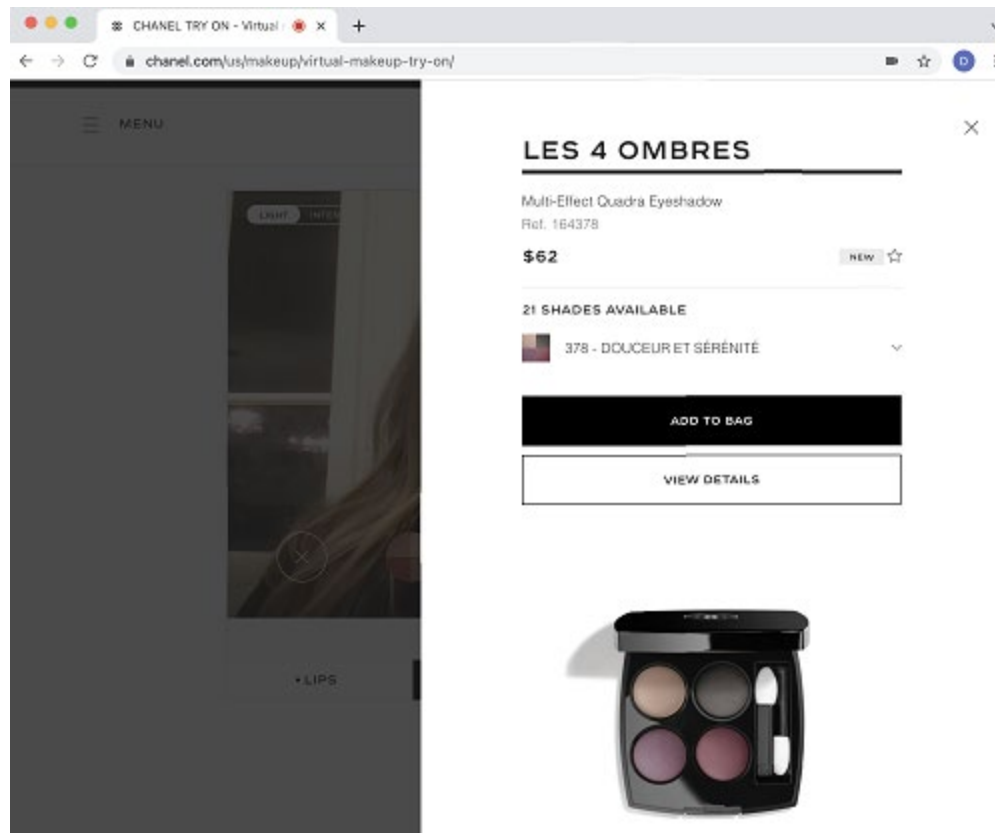 CHANEL TRY ON - Virtual
chanel.com/us/makeup/virtual-makeup-try-on/
D
MENU
LIGHT
LES 4 OMBRES
Multi-Effect Quadra Eyeshadow
Ref. 164378
$62
NEW
21 SHADES AVAILABLE
378 - DOUCEUR ET SÉRÉNITÉ
ADD TO BAG
VIEW DETAILS
• LIPS